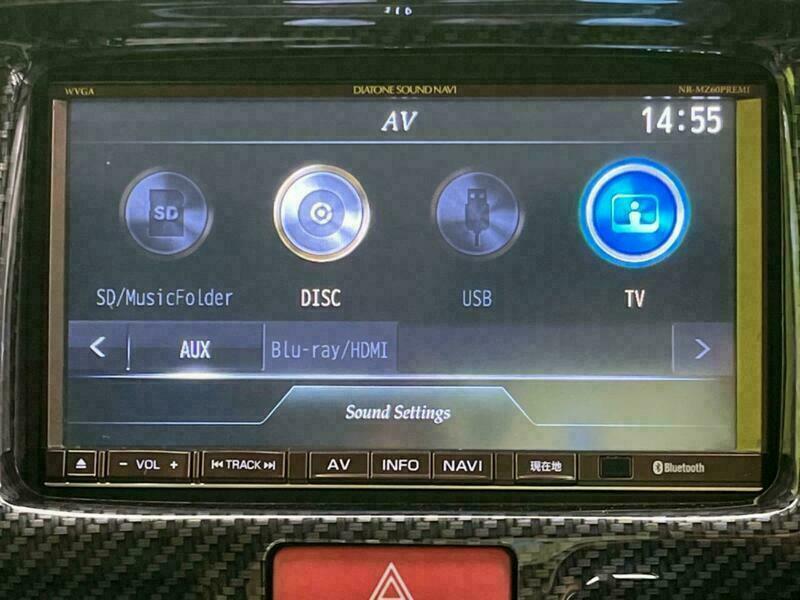 WVGA DIATONE SOUND NAVI NR-MZ60PREMI
AV 14:55
SD
SD/MusicFolder DISC USB TV
< AUX Blu-ray/HDMI >
Sound Settings
− VOL + TRACK AV INFO NAVI 現在地 Bluetooth